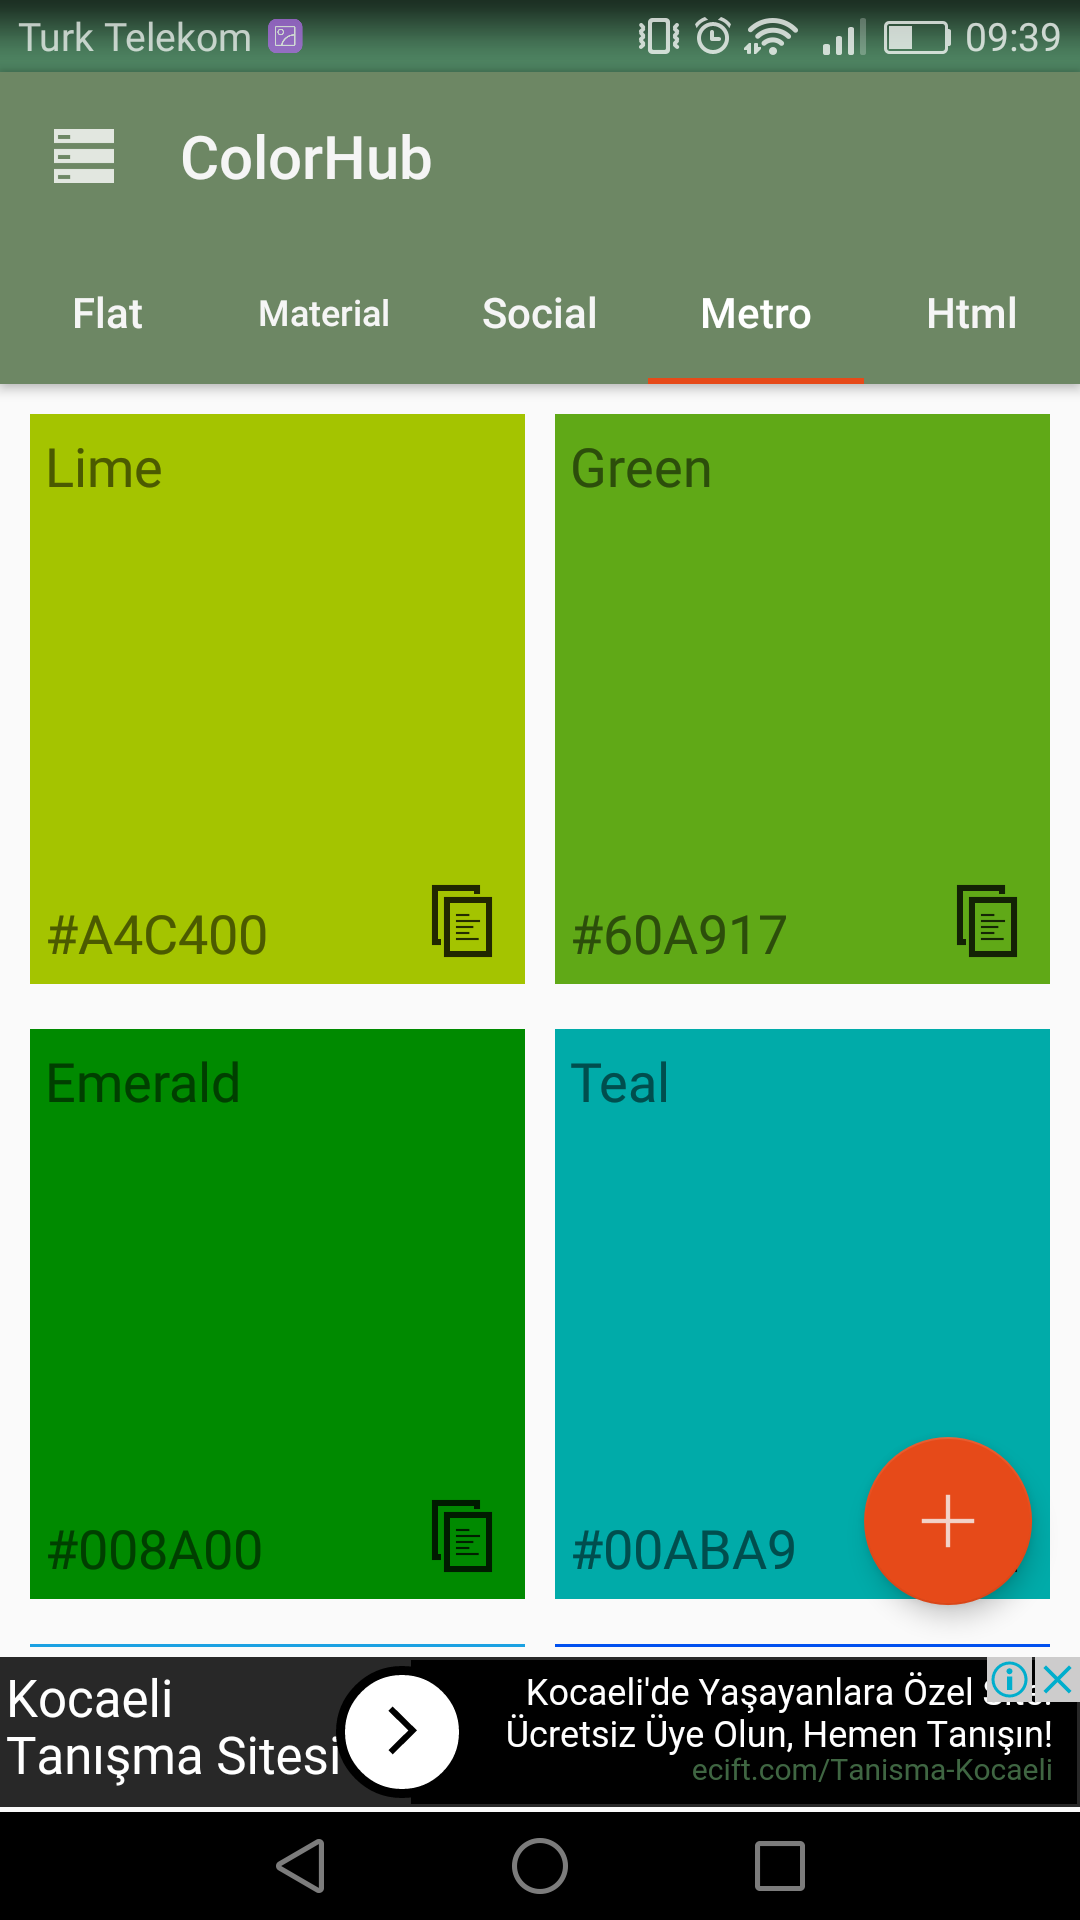 Turk Telekom
09:39
ColorHub
Flat
Material
Social
Metro
Html
Lime
Green
#A4C400
#60A917
Emerald
Teal
#008A00
#00ABA9
Kocaeli
Tanışma Sitesi
Kocaeli'de Yaşayanlara Özel
Ücretsiz Üye Olun, Hemen Tanışın!
ecift.com/Tanisma-Kocaeli